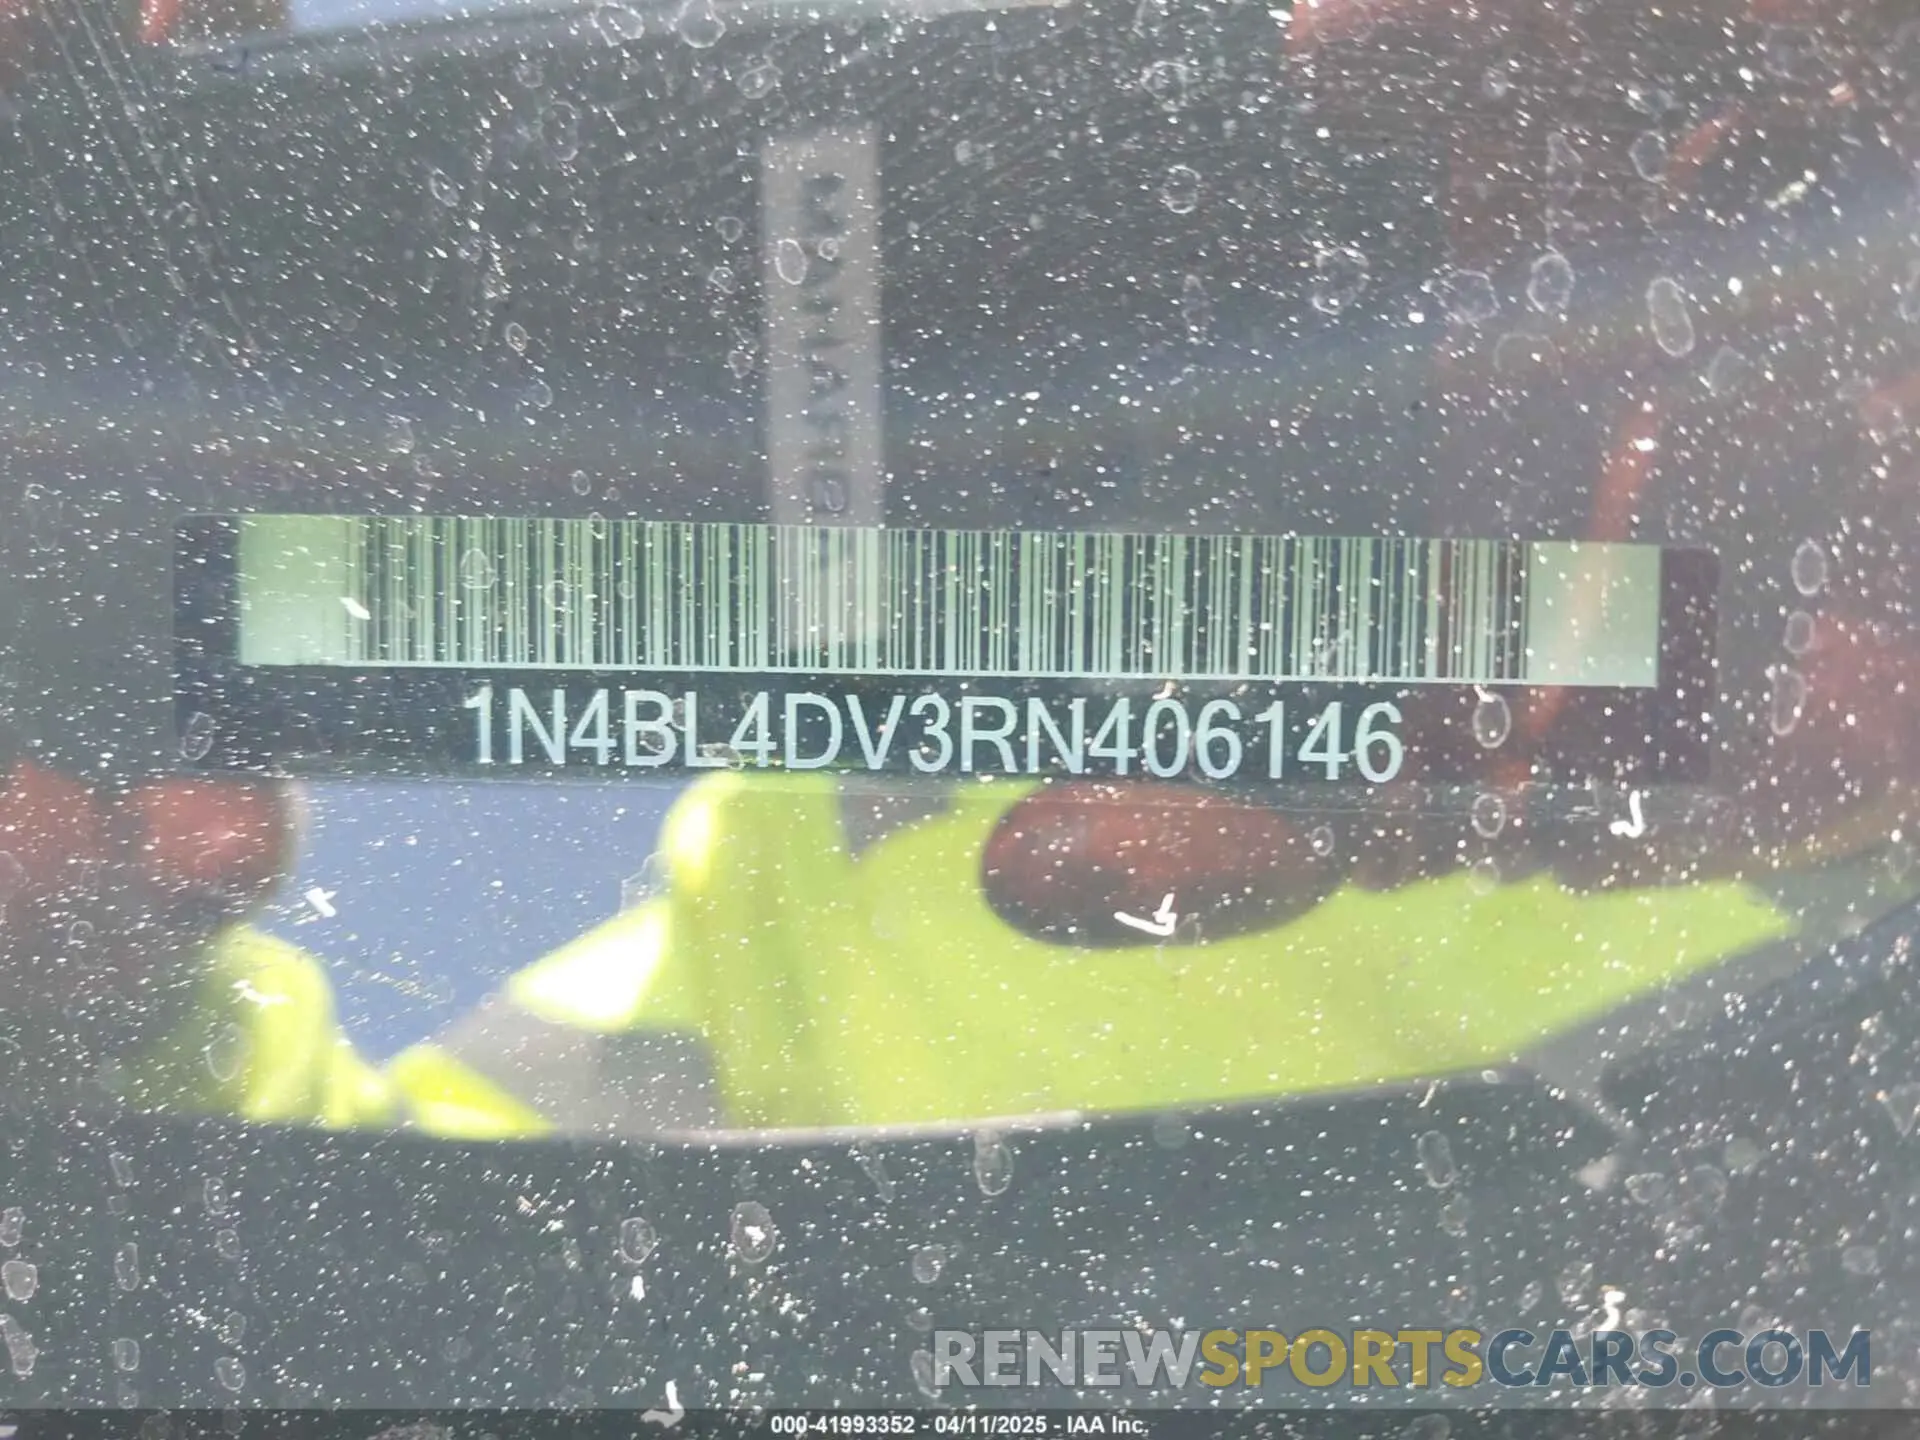 1N4BL4DV3RN406146
RENEWSPORTSCARS.COM
000-41993352 - 04/11/2025 - IAA Inc.